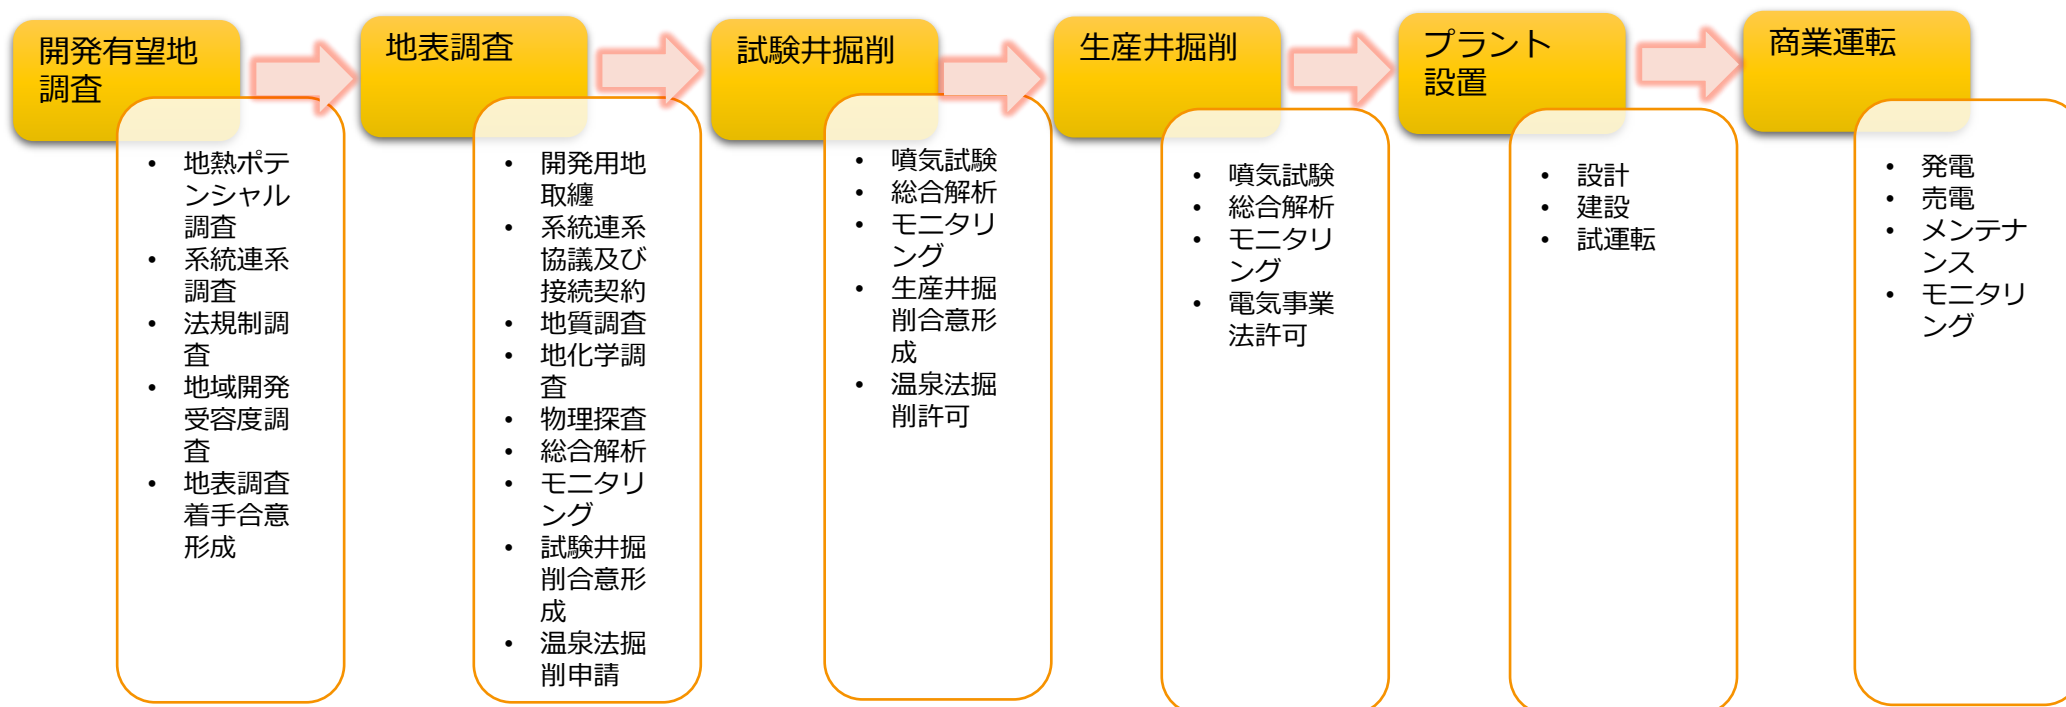 開発有望地
調査
• 地熱ポテ
ンシャル
調査
• 系統連系
調査
• 法規制調
査
• 地域開発
受容度調
査
• 地表調査
着手合意
形成
地表調査
• 開発用地
取纏
• 系統連系
協議及び
接続契約
• 地質調査
• 地化学調
査
• 物理探査
• 総合解析
• モニタリ
ング
• 試験井掘
削合意形
成
• 温泉法掘
削申請
試験井掘削
• 噴気試験
• 総合解析
• モニタリ
ング
• 生産井掘
削合意形
成
• 温泉法掘
削許可
生産井掘削
• 噴気試験
• 総合解析
• モニタリ
ング
• 電気事業
法許可
プラント
設置
• 設計
• 建設
• 試運転
商業運転
• 発電
• 売電
• メンテナ
ンス
• モニタリ
ング